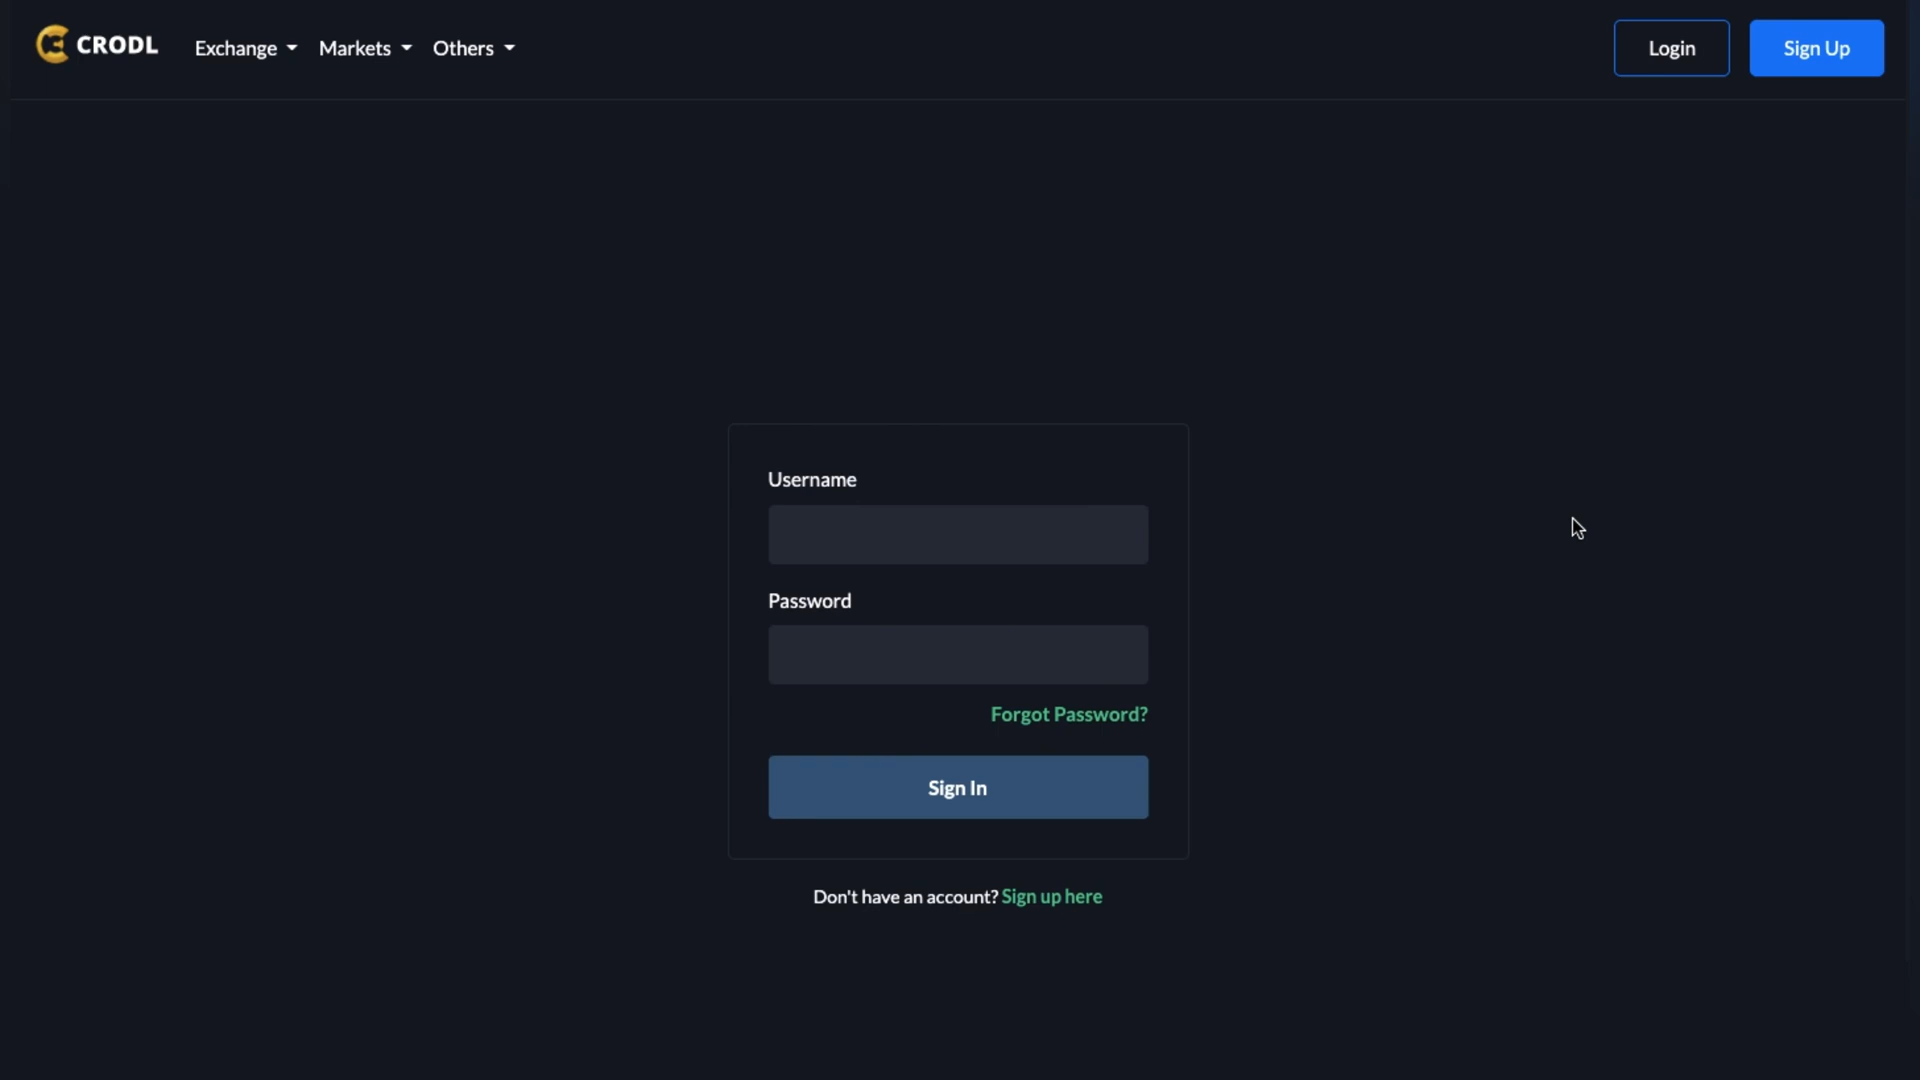 CRODL
Exchange
Markets
Others
Login
Sign Up
Username
Password
Forgot Password?
Sign In
Don't have an account? Sign up here